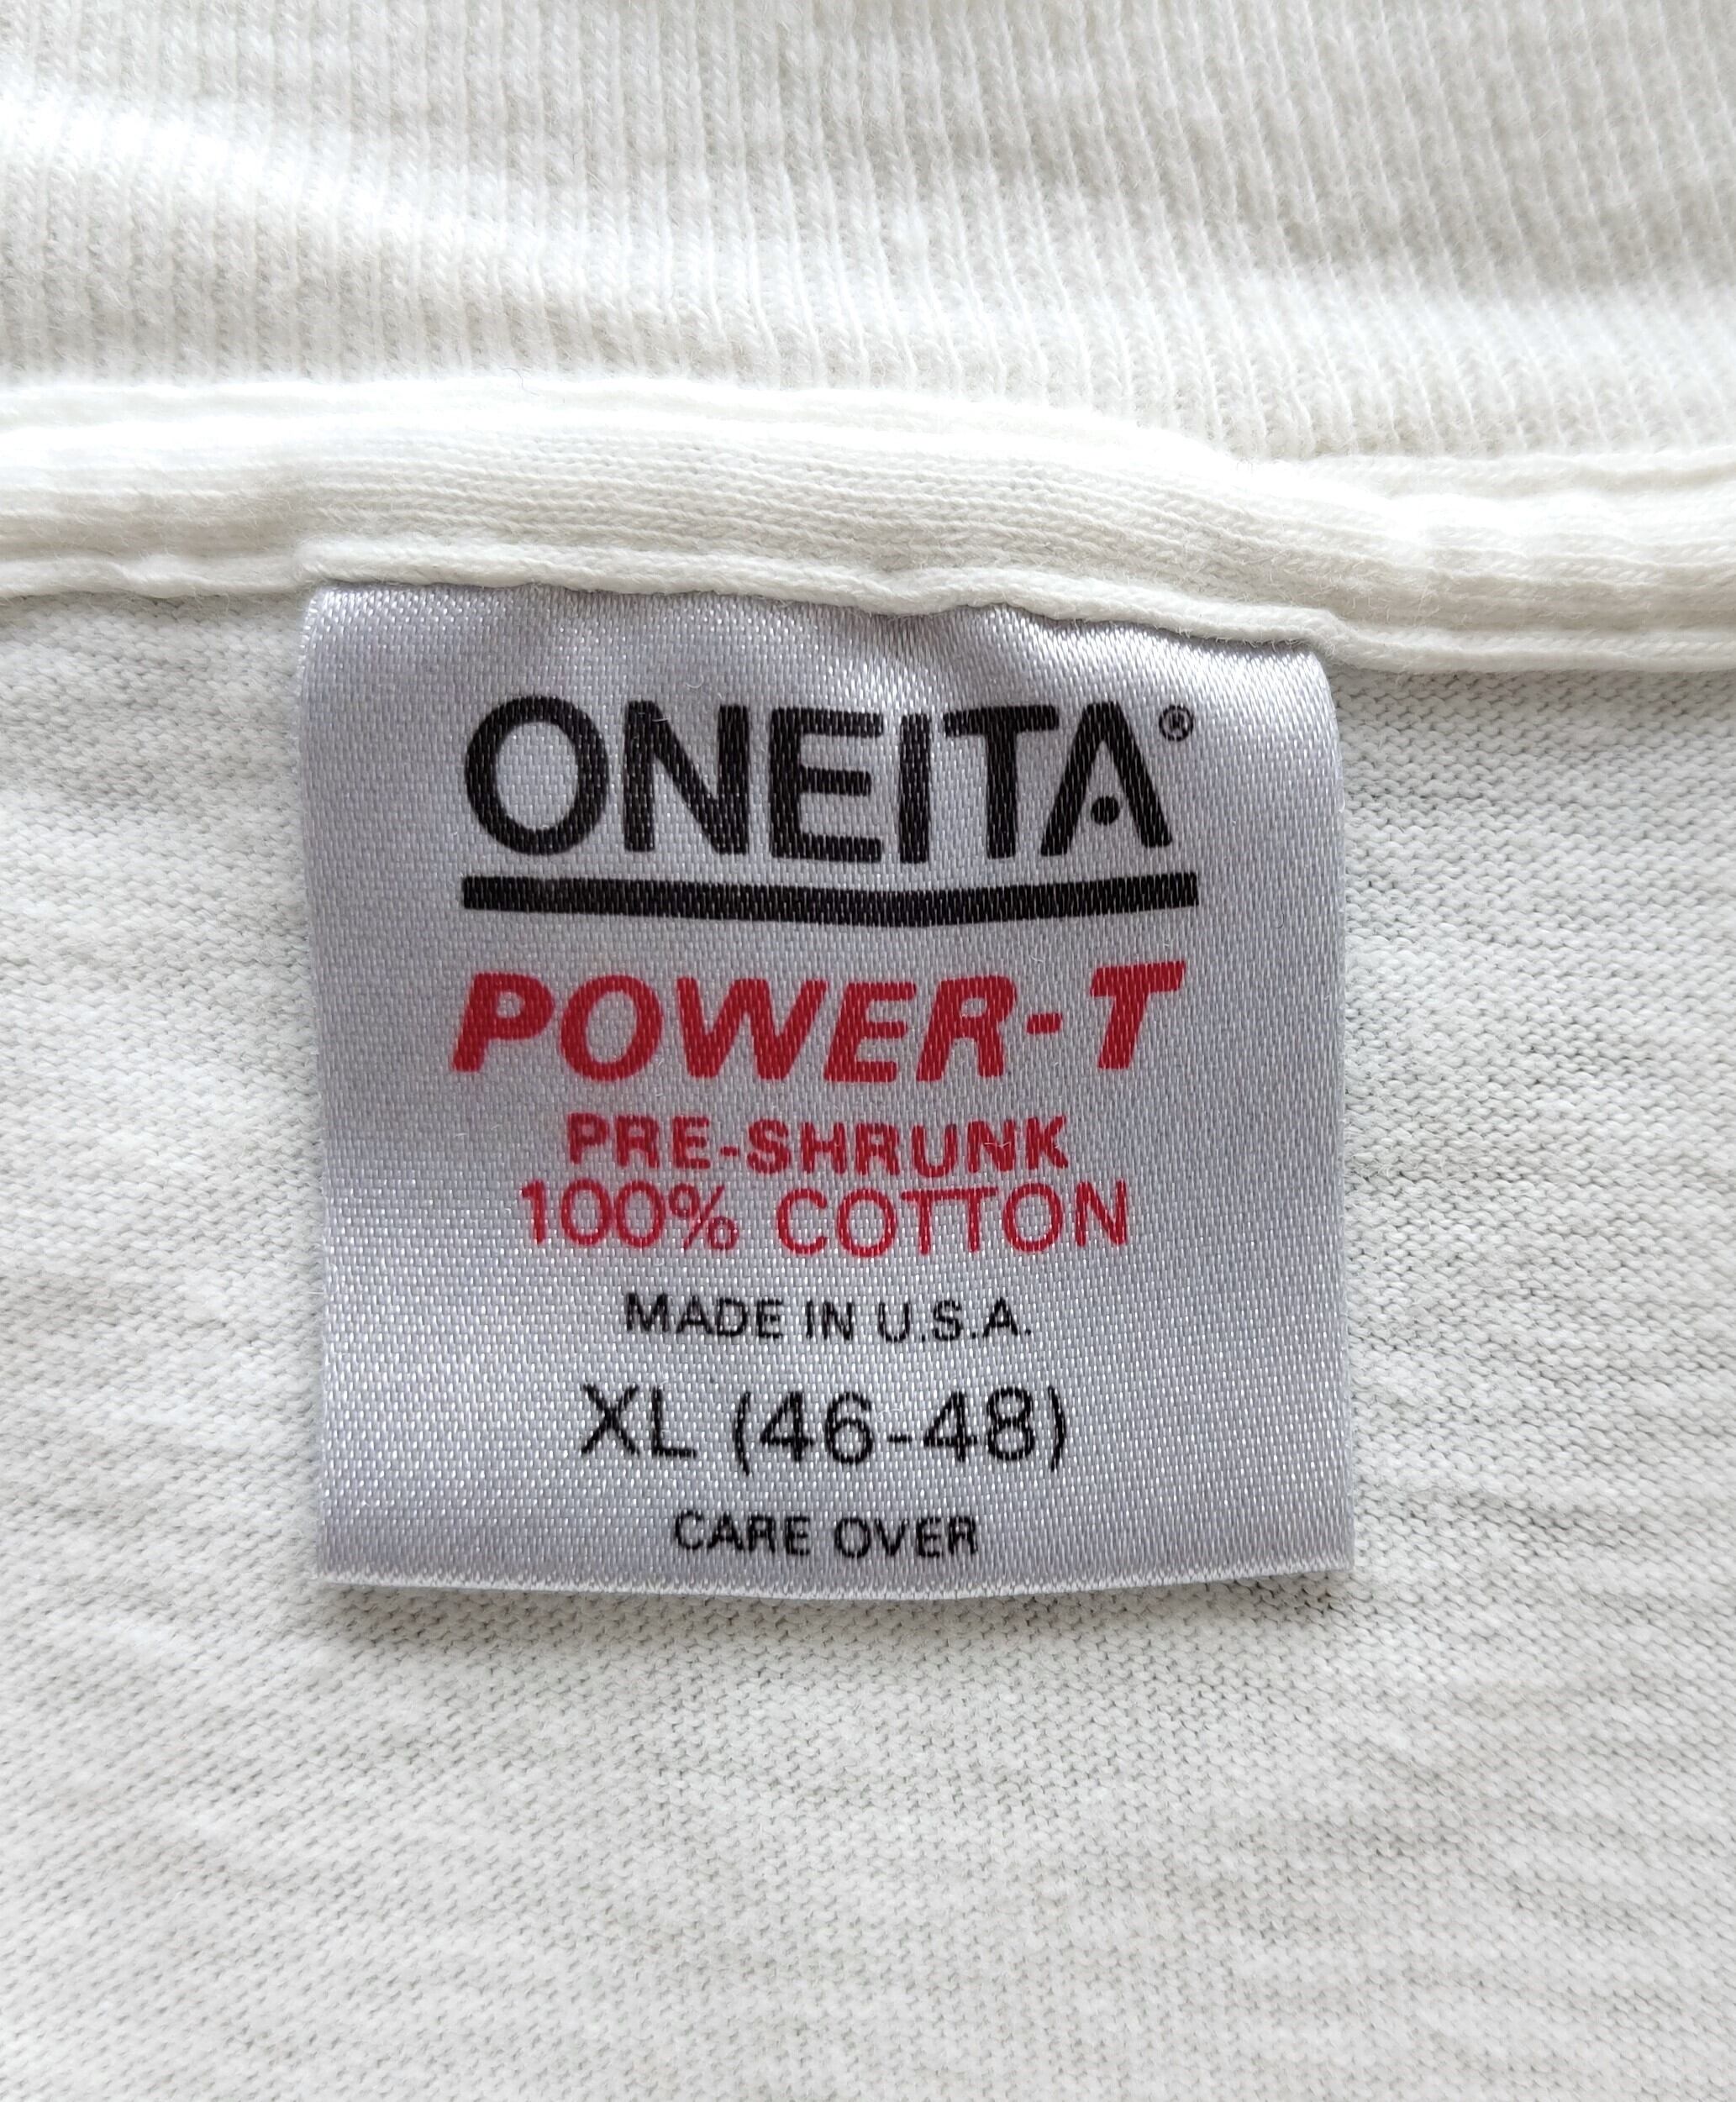 ONEITA®
POWER-T
PRE-SHRUNK
100% COTTON
MADE IN U.S.A.
XL (46-48)
CARE OVER